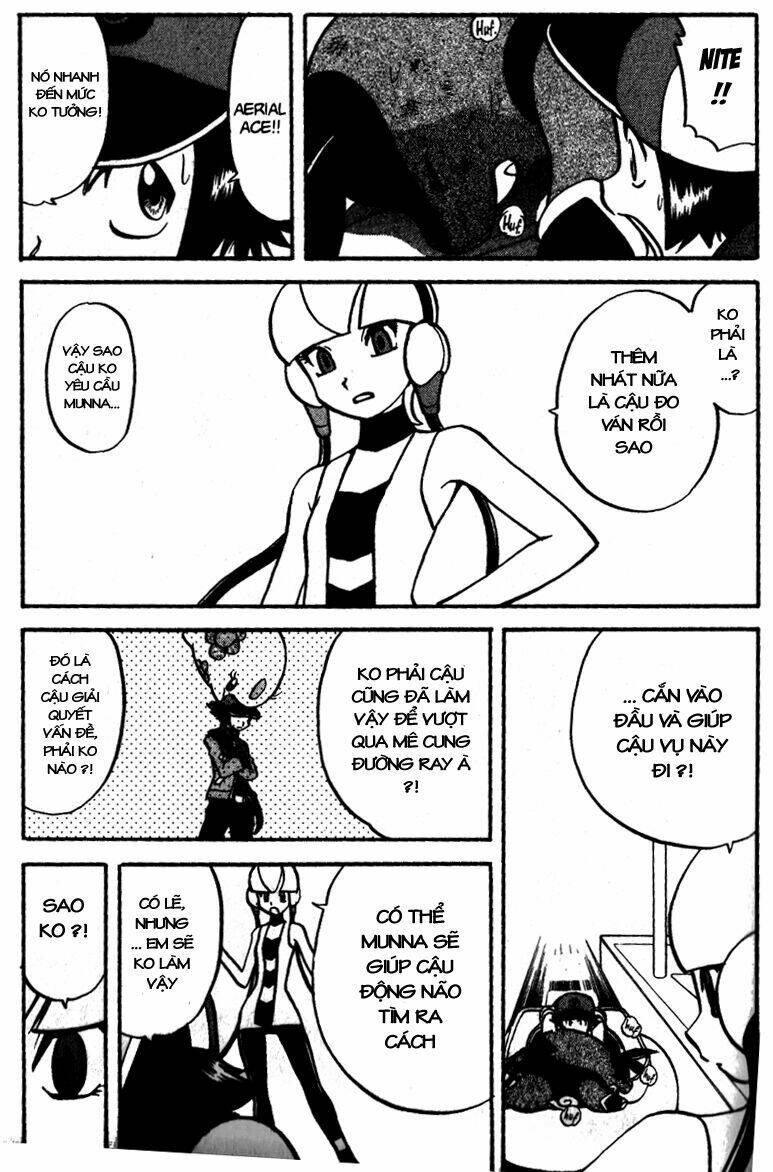 NITE
!!
Huf
Huf
AERIAL
ACE!!
NÓ NHANH
ĐẾN MỨC
KO TƯỞNG!
KO
PHẢI
LÀ
...?
THÊM
NHÁT NỮA
LÀ CẬU ĐO
VÁN RỒI
SAO
VẬY SAO
CẬU KO
YÊU CẦU
MUNNA...
... CẮN VÀO
ĐẦU VÀ GIÚP
CẬU VỤ NÀY
ĐI ?!
Huf
Huf
Huf
KO PHẢI CẬU
CŨNG ĐÃ LÀM
VẬY ĐỂ VƯỢT
QUA MÊ CUNG
ĐƯỜNG RAY À
?!
ĐÓ LÀ
CÁCH
CẬU GIẢI
QUYẾT
VẤN ĐỀ,
PHẢI KO
NÀO ?!
CÓ THỂ
MUNNA SẼ
GIÚP CẬU
ĐỘNG NÃO
TÌM RA
CÁCH
CÓ LẼ,
NHƯNG
... EM SẼ
KO LÀM
VẬY
SAO
KO ?!